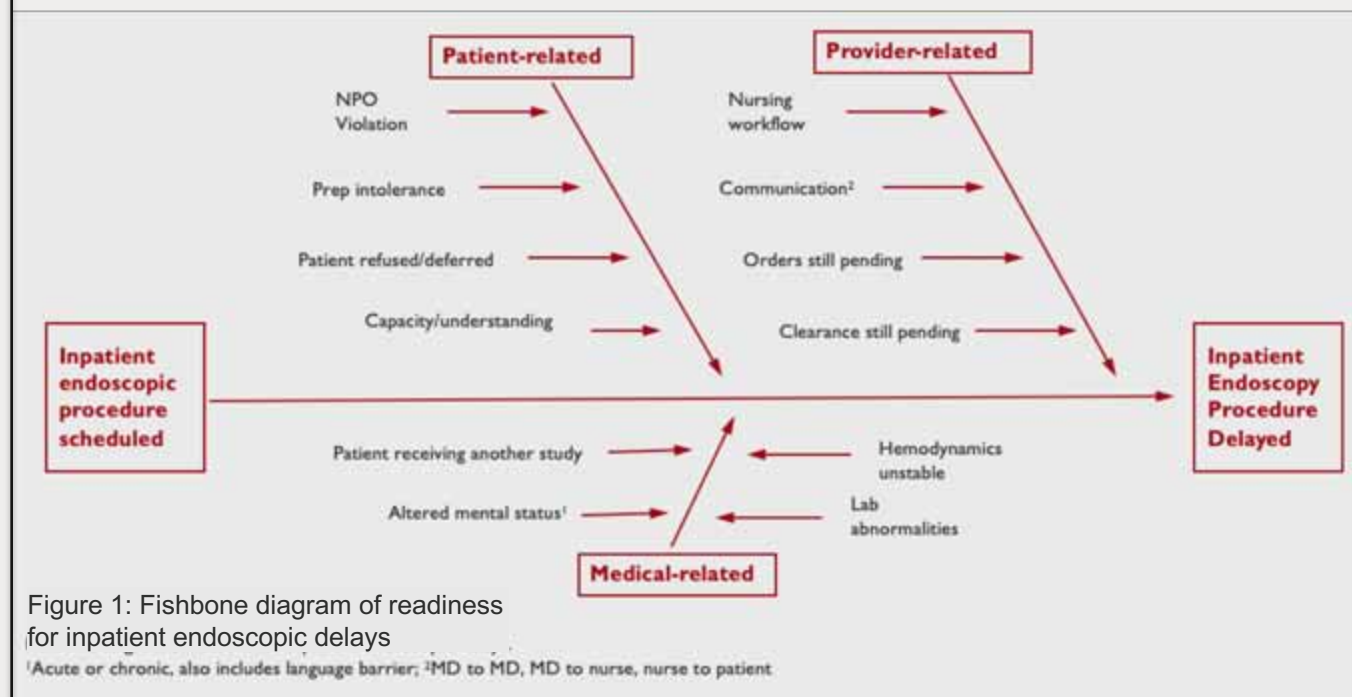 Patient-related
Provider-related
NPO
Violation
Nursing
workflow
Prep intolerance
Communication²
Patient refused/deferred
Orders still pending
Capacity/understanding
Clearance still pending
Inpatient
endoscopic
procedure
scheduled
Inpatient
Endoscopy
Procedure
Delayed
Patient receiving another study
Hemodynamics
unstable
Altered mental status¹
Lab
abnormalities
Medical-related
Figure 1: Fishbone diagram of readiness
for inpatient endoscopic delays
¹Acute or chronic, also includes language barrier; ²MD to MD, MD to nurse, nurse to patient